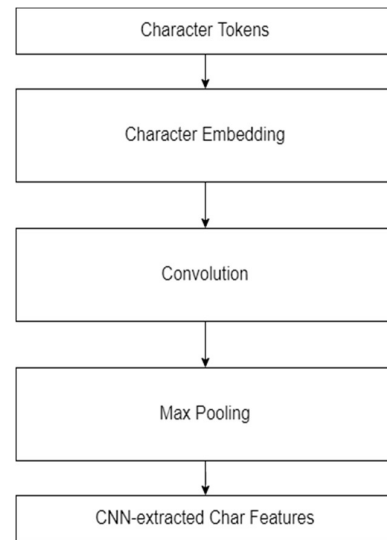 Character Tokens
Character Embedding
Convolution
Max Pooling
CNN-extracted Char Features